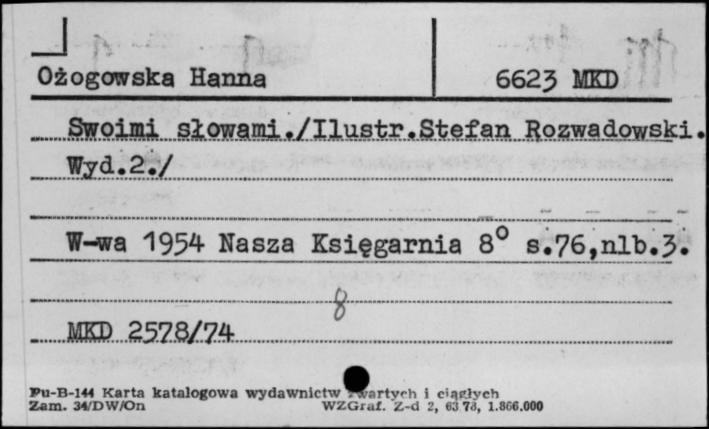 Ożogowska Hanna 6623 MKD
Swoimi słowami./Ilustr.Stefan Rozwadowski.
Wyd.2./
W-wa 1954 Nasza Księgarnia 8° s.76,nlb.3.
8
MKD 2578/74
Pu-B-144 Karta katalogowa wydawnictw zwartych i ciągłych
Zam. 34/DW/On WZGraf. Z-d 2, 63 73, 1.866.000